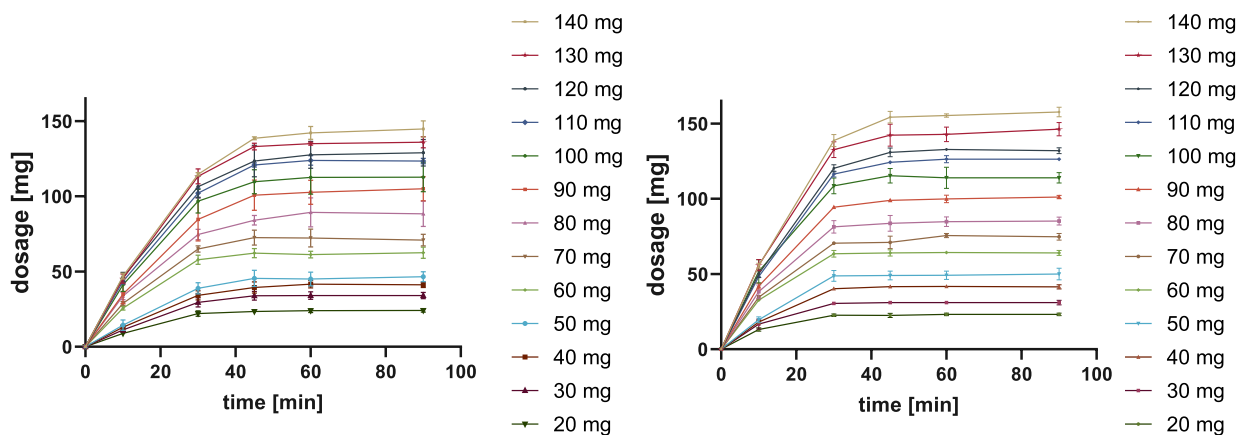 140 mg
130 mg
120 mg
110 mg
100 mg
90 mg
80 mg
70 mg
60 mg
50 mg
40 mg
30 mg
20 mg
dosage [mg]
150
100
50
0
0 20 40 60 80 100
time [min]
140 mg
130 mg
120 mg
110 mg
100 mg
90 mg
80 mg
70 mg
60 mg
50 mg
40 mg
30 mg
20 mg
dosage [mg]
150
100
50
0
0 20 40 60 80 100
time [min]